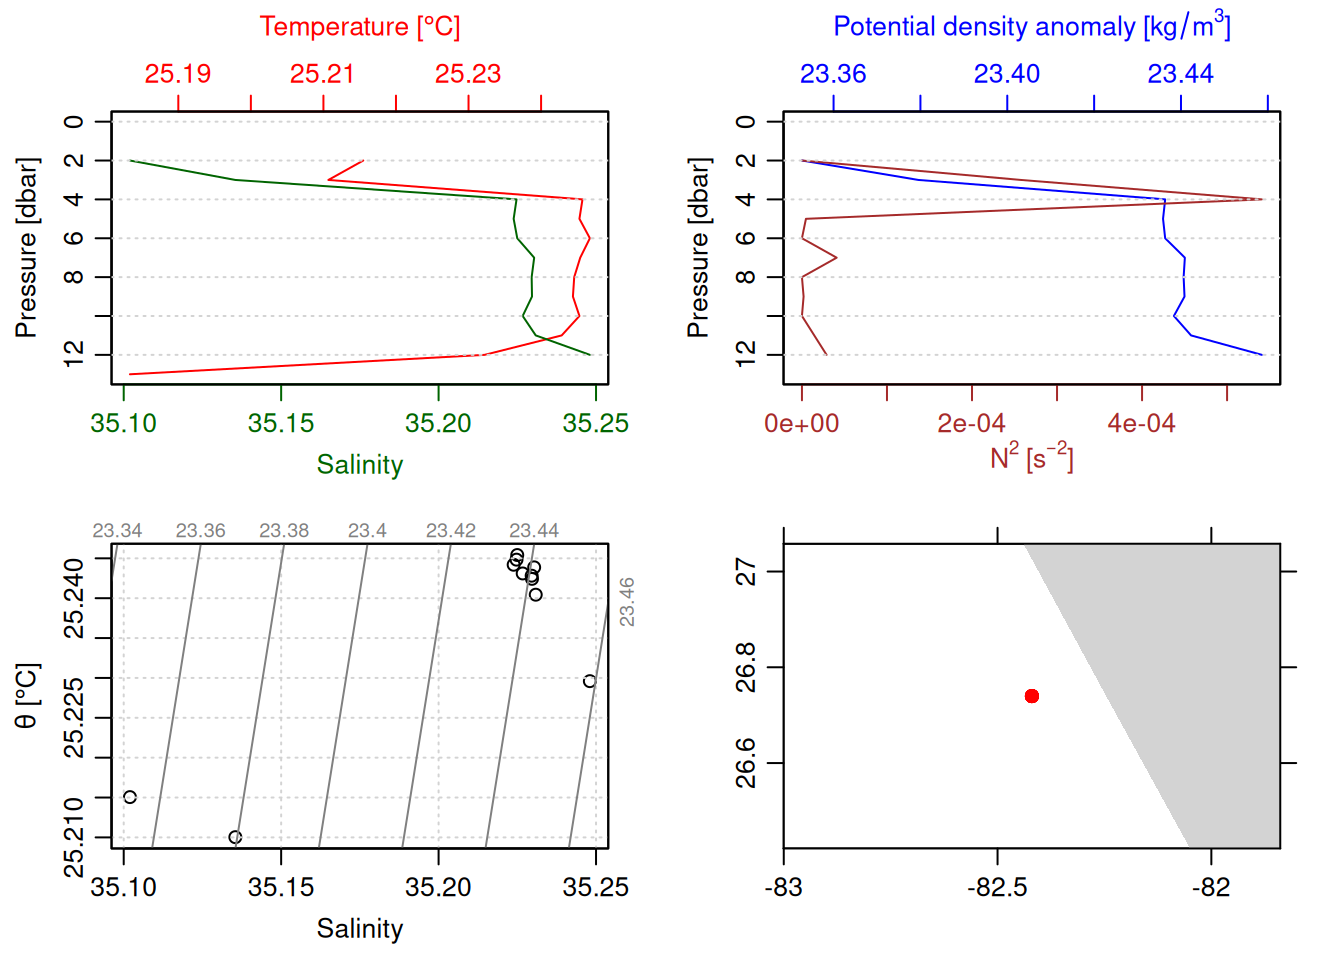 Temperature [°C]
25.19 25.21 25.23
Pressure [dbar]
0
2
4
6
8
12
35.10 35.15 35.20 35.25
Salinity
Potential density anomaly [kg/m³]
23.36 23.40 23.44
Pressure [dbar]
0
2
4
6
8
12
0e+00 2e-04 4e-04
N² [s⁻²]
23.34 23.36 23.38 23.4 23.42 23.44
23.46
θ [°C]
25.240
25.225
25.210
35.10 35.15 35.20 35.25
Salinity
27
26.8
26.6
-83 -82.5 -82